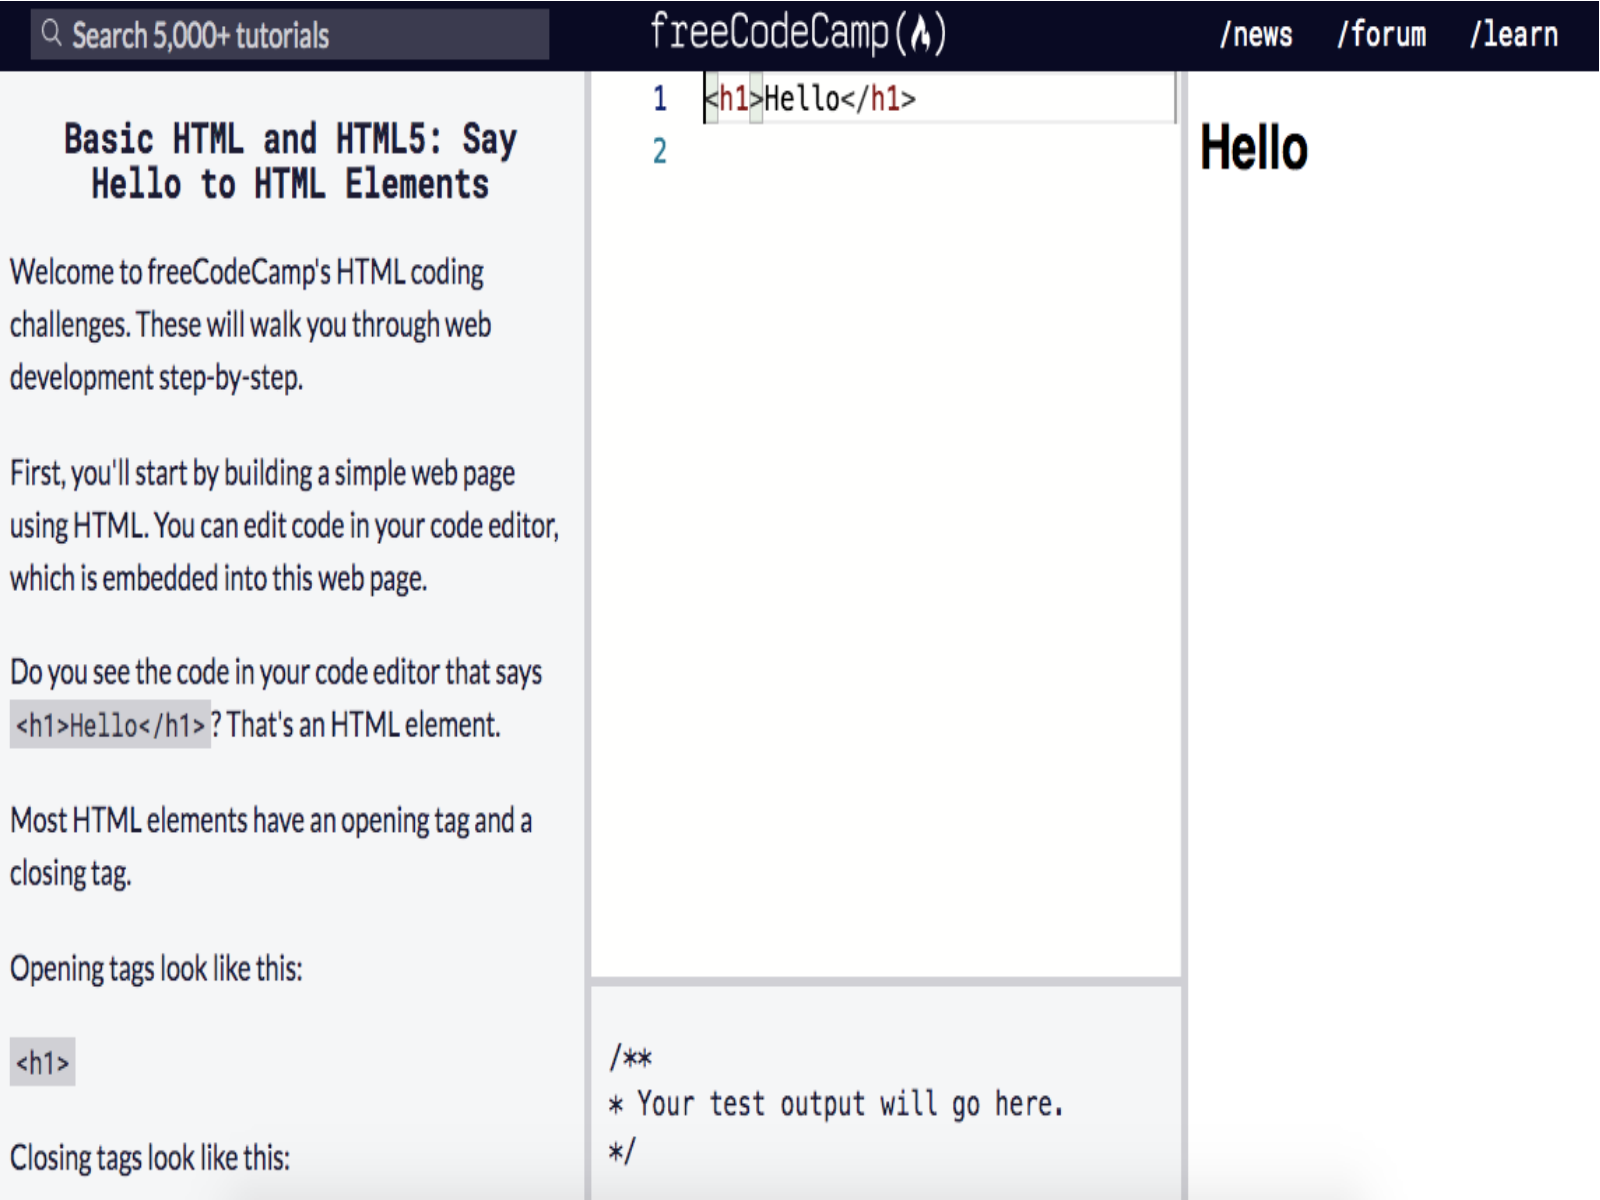 Search 5,000+ tutorials
freeCodeCamp(🔥)
/news /forum /learn
Basic HTML and HTML5: Say
Hello to HTML Elements
Welcome to freeCodeCamp's HTML coding
challenges. These will walk you through web
development step-by-step.
First, you'll start by building a simple web page
using HTML. You can edit code in your code editor,
which is embedded into this web page.
Do you see the code in your code editor that says
<h1>Hello</h1>? That's an HTML element.
Most HTML elements have an opening tag and a
closing tag.
Opening tags look like this:
<h1>
Closing tags look like this:
1 <h1>Hello</h1>
2
/**
* Your test output will go here.
*/
Hello